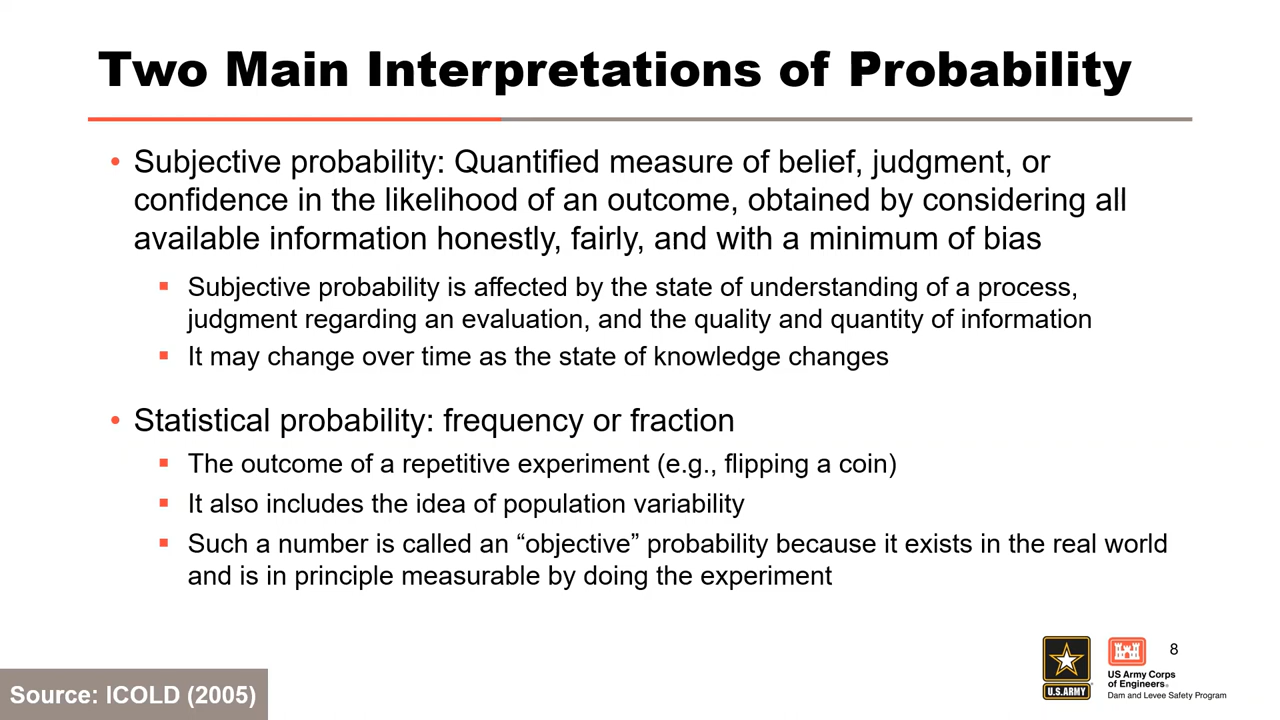 Two Main Interpretations of Probability
• Subjective probability: Quantified measure of belief, judgment, or
confidence in the likelihood of an outcome, obtained by considering all
available information honestly, fairly, and with a minimum of bias
▪ Subjective probability is affected by the state of understanding of a process,
judgment regarding an evaluation, and the quality and quantity of information
▪ It may change over time as the state of knowledge changes
• Statistical probability: frequency or fraction
▪ The outcome of a repetitive experiment (e.g., flipping a coin)
▪ It also includes the idea of population variability
▪ Such a number is called an “objective” probability because it exists in the real world
and is in principle measurable by doing the experiment
8
U.S.ARMY
US Army Corps
of Engineers®
Dam and Levee Safety Program
Source: ICOLD (2005)